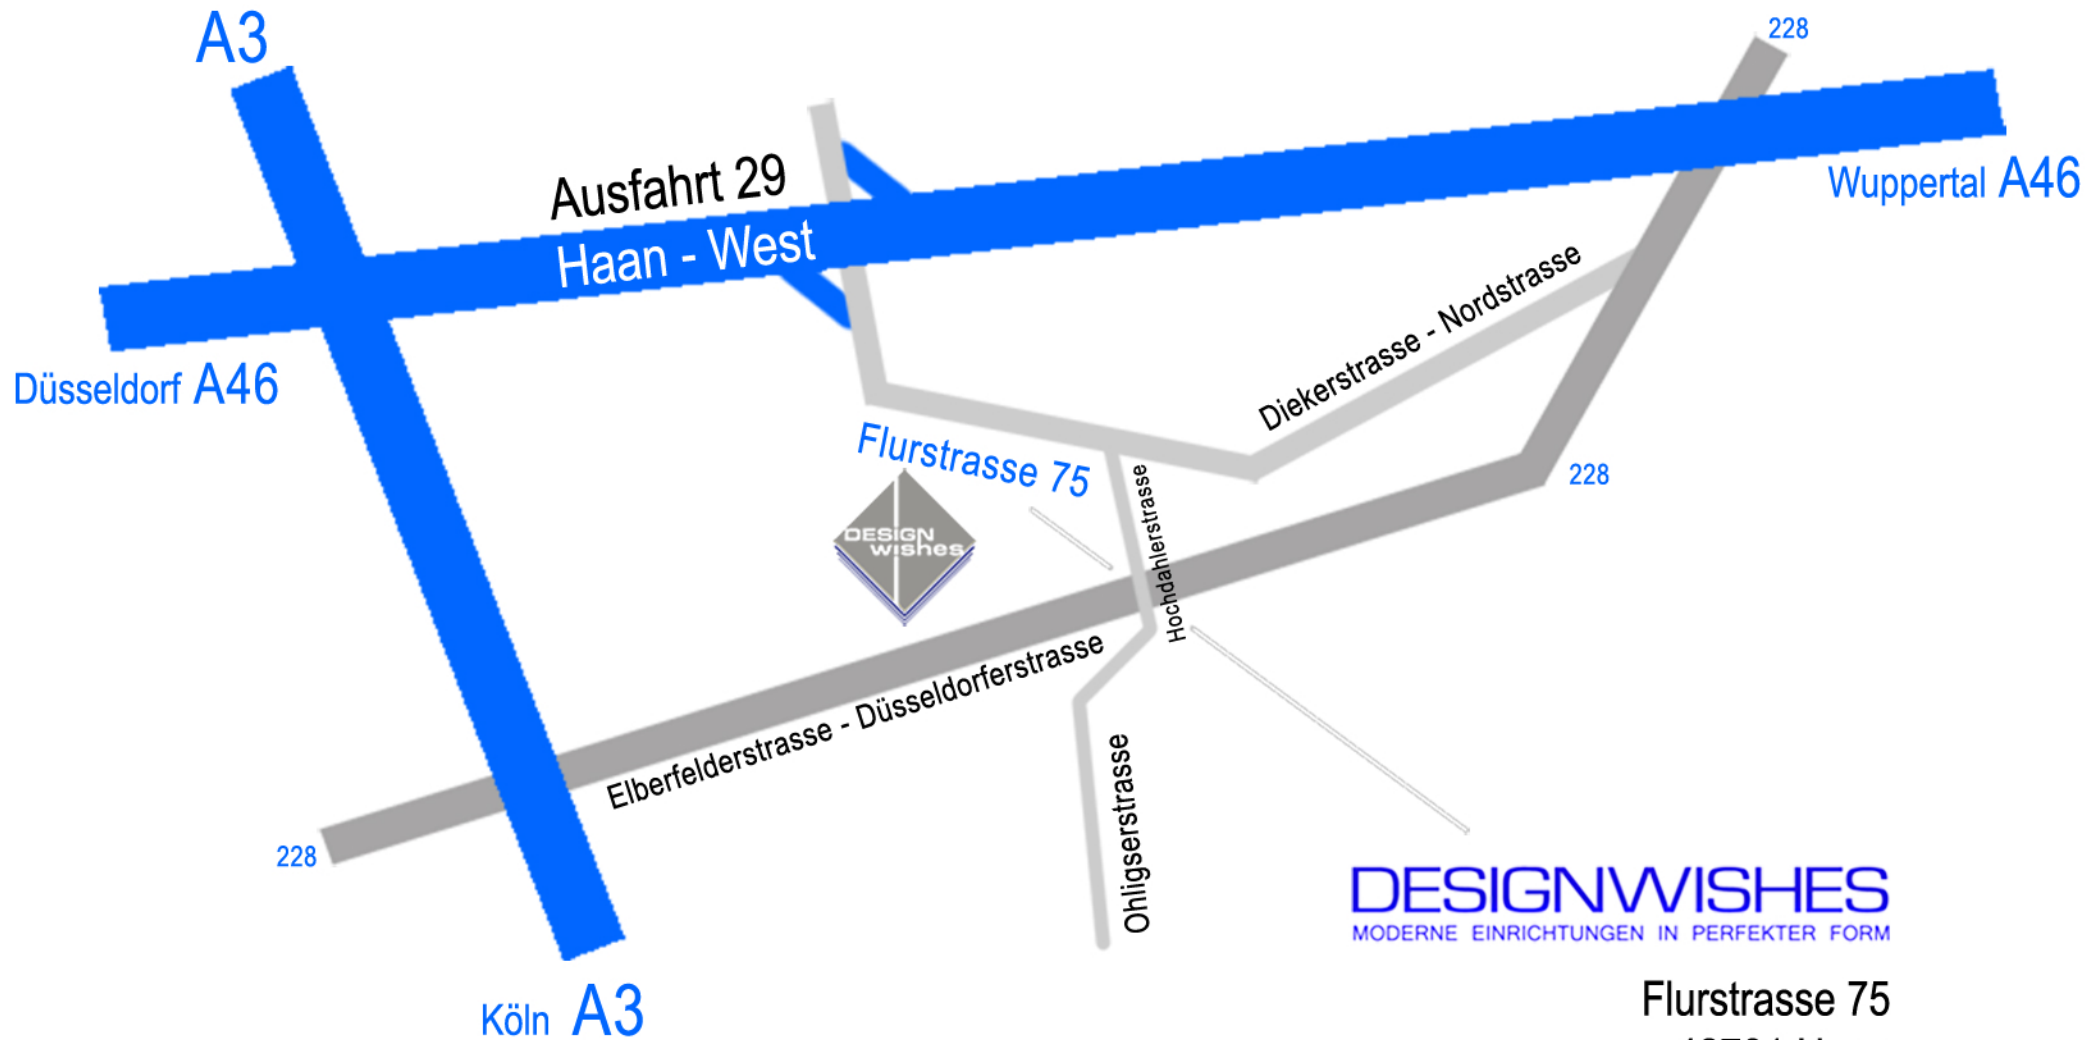 A3
228
Ausfahrt 29
Haan - West
Wuppertal A46
Düsseldorf A46
Diekerstrasse - Nordstrasse
Flurstrasse 75
228
DESIGN
wishes
Hochdahlerstrasse
Elberfelderstrasse - Düsseldorferstrasse
Ohligserstrasse
228
DESIGNWISHES
MODERNE EINRICHTUNGEN IN PERFEKTER FORM
Köln A3
Flurstrasse 75